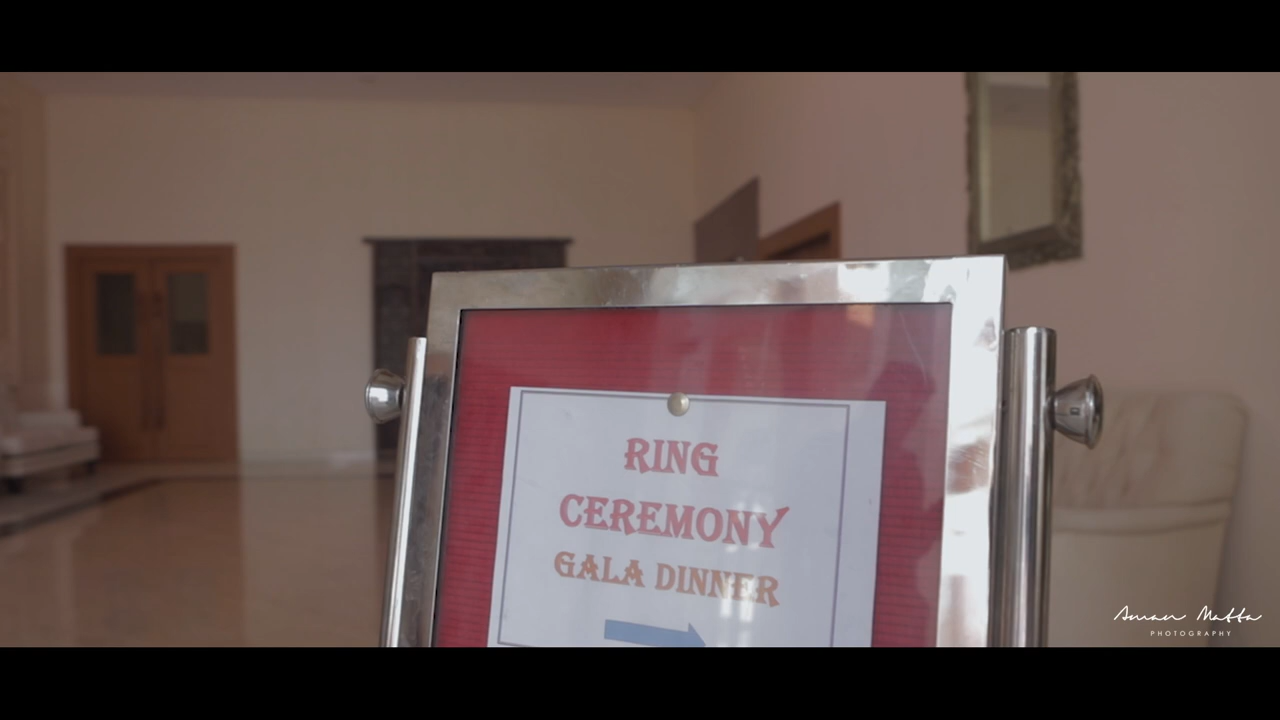 RING
CEREMONY
GALA DINNER
Aman Matta
PHOTOGRAPHY